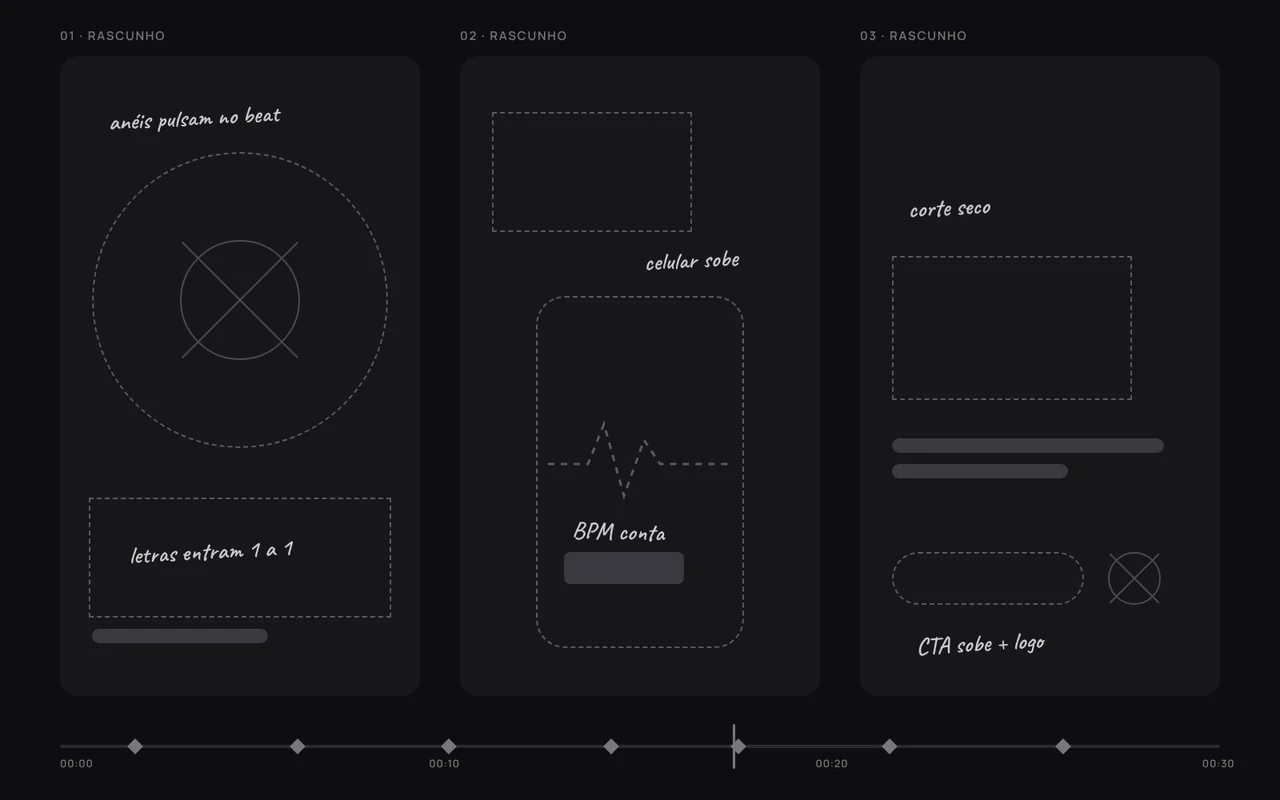 01 · RASCUNHO
02 · RASCUNHO
03 · RASCUNHO
anéis pulsam no beat
letras entram 1 a 1
celular sobe
BPM conta
corte seco
CTA sobe + logo
00:00
00:10
00:20
00:30